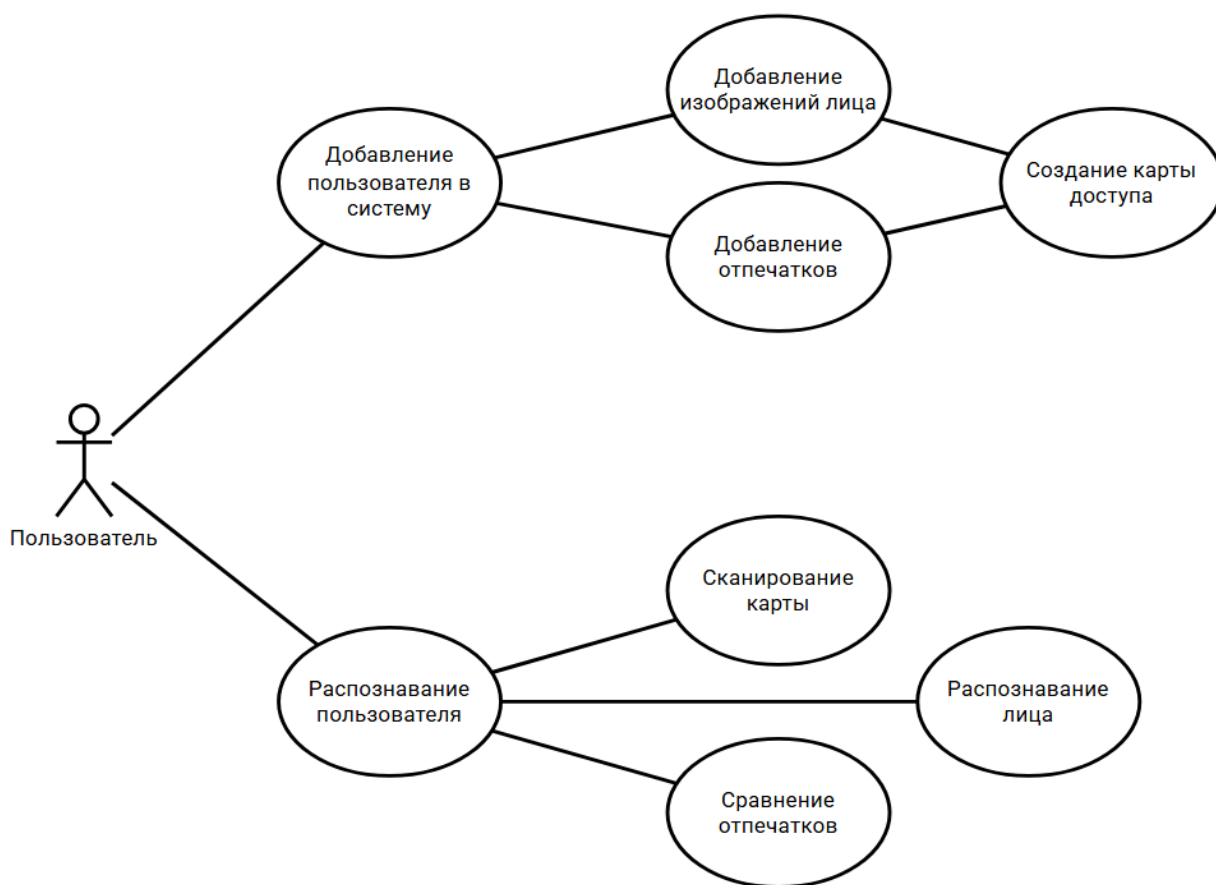 Добавление
изображений лица
Добавление
пользователя в
систему
Создание карты
доступа
Добавление
отпечатков
Пользователь
Сканирование
карты
Распознавание
пользователя
Распознавание
лица
Сравнение
отпечатков